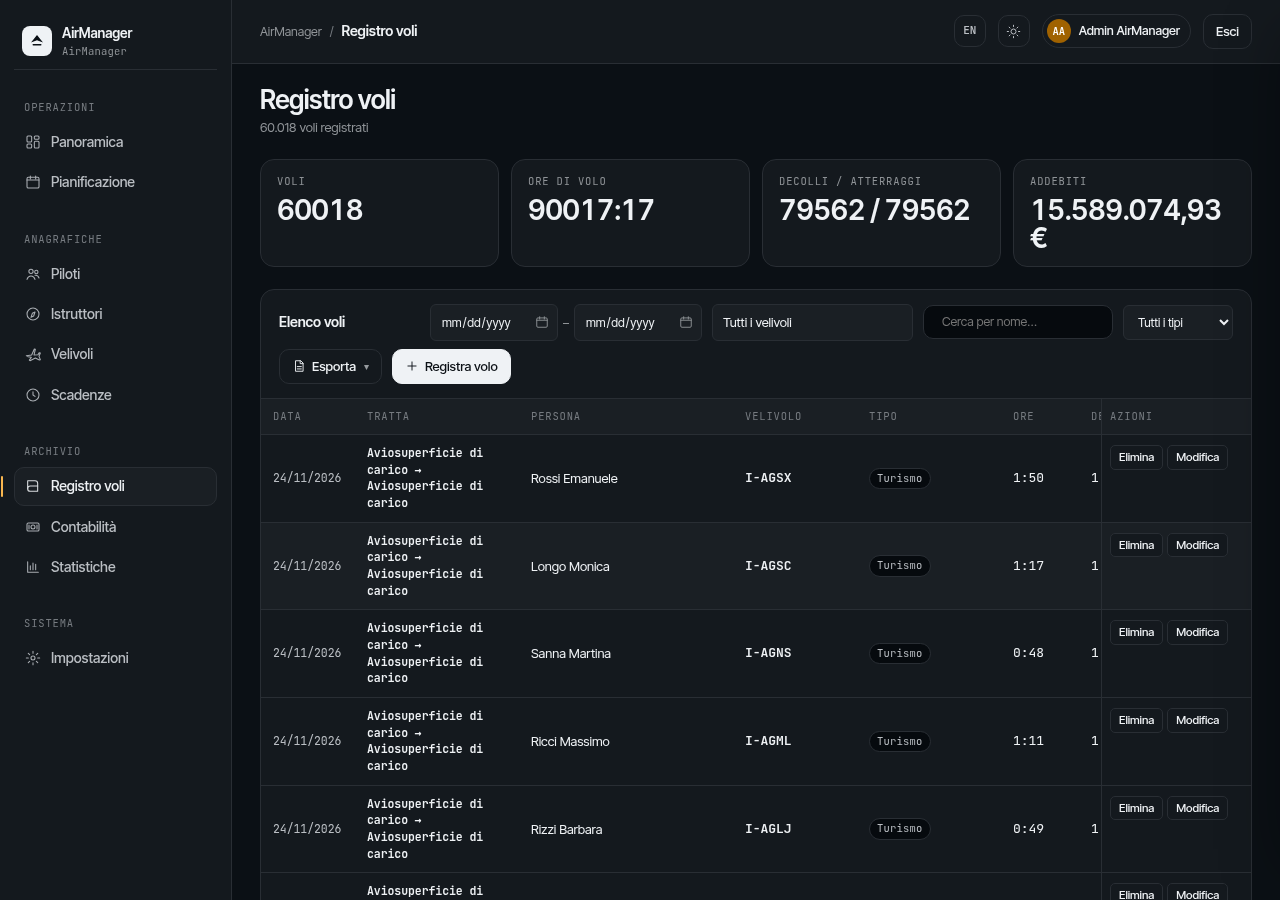 AirManager
AirManager
OPERAZIONI
Panoramica
Pianificazione
ANAGRAFICHE
Piloti
Istruttori
Velivoli
Scadenze
ARCHIVIO
Registro voli
Contabilità
Statistiche
SISTEMA
Impostazioni
AirManager / Registro voli
EN
AA Admin AirManager
Esci
Registro voli
60.018 voli registrati
VOLI
60018
ORE DI VOLO
90017:17
DECOLLI / ATTERRAGGI
79562 / 79562
ADDEBITI
15.589.074,93
€
Elenco voli
mm/dd/yyyy – mm/dd/yyyy
Tutti i velivoli
Cerca per nome...
Tutti i tipi
Esporta ▾
+ Registra volo
DATA TRATTA PERSONA VELIVOLO TIPO ORE AZIONI
24/11/2026
Aviosuperficie di
carico →
Aviosuperficie di
carico
Rossi Emanuele I-AGSX Turismo 1:50 1 Elimina Modifica
24/11/2026
Aviosuperficie di
carico →
Aviosuperficie di
carico
Longo Monica I-AGSC Turismo 1:17 1 Elimina Modifica
24/11/2026
Aviosuperficie di
carico →
Aviosuperficie di
carico
Sanna Martina I-AGNS Turismo 0:48 1 Elimina Modifica
24/11/2026
Aviosuperficie di
carico →
Aviosuperficie di
carico
Ricci Massimo I-AGML Turismo 1:11 1 Elimina Modifica
24/11/2026
Aviosuperficie di
carico →
Aviosuperficie di
carico
Rizzi Barbara I-AGLJ Turismo 0:49 1 Elimina Modifica
Aviosuperficie di
Elimina Modifica